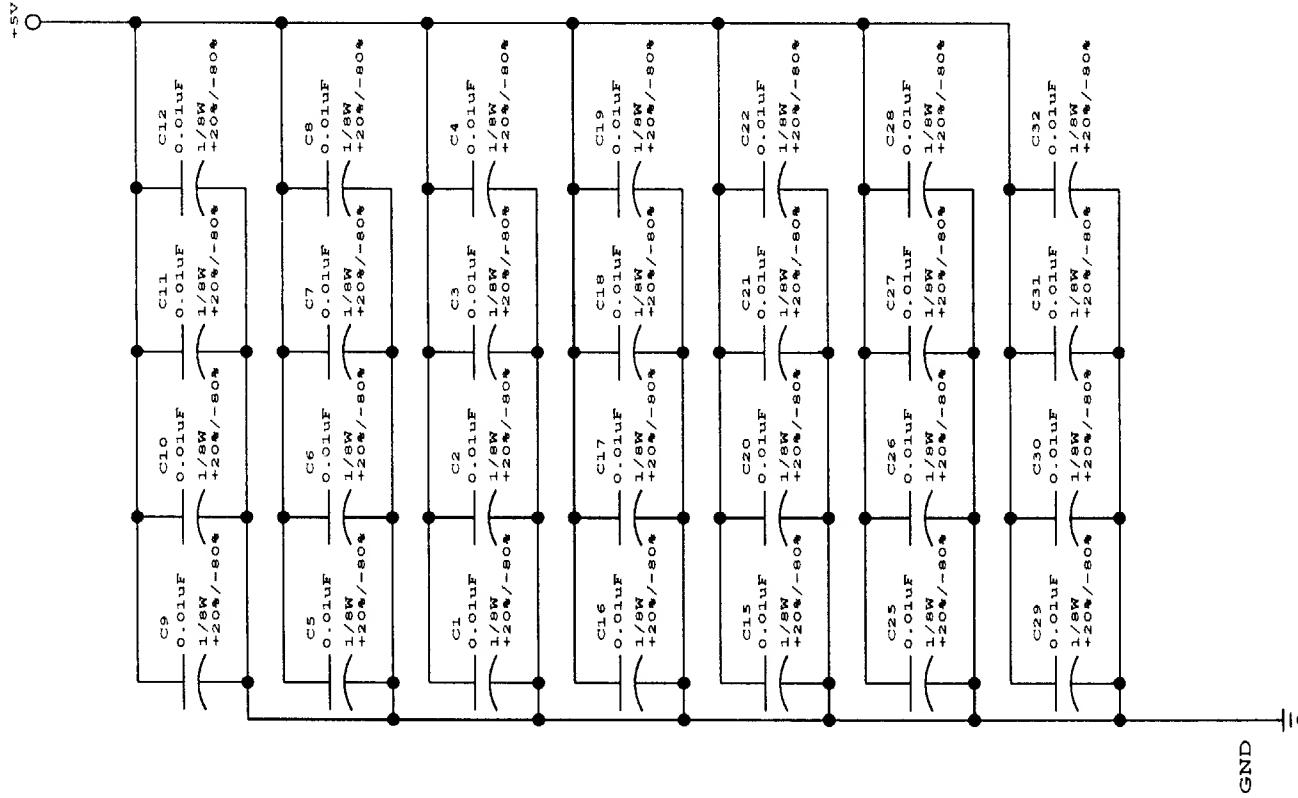 +5V
C12
0.01uF
1/8W
+20%/-80%
C11
0.01uF
1/8W
+20%/-80%
C10
0.01uF
1/8W
+20%/-80%
C9
0.01uF
1/8W
+20%/-80%
C8
0.01uF
1/8W
+20%/-80%
C7
0.01uF
1/8W
+20%/-80%
C6
0.01uF
1/8W
+20%/-80%
C5
0.01uF
1/8W
+20%/-80%
C4
0.01uF
1/8W
+20%/-80%
C3
0.01uF
1/8W
+20%/-80%
C2
0.01uF
1/8W
+20%/-80%
C1
0.01uF
1/8W
+20%/-80%
C19
0.01uF
1/8W
+20%/-80%
C18
0.01uF
1/8W
+20%/-80%
C17
0.01uF
1/8W
+20%/-80%
C16
0.01uF
1/8W
+20%/-80%
C22
0.01uF
1/8W
+20%/-80%
C21
0.01uF
1/8W
+20%/-80%
C20
0.01uF
1/8W
+20%/-80%
C15
0.01uF
1/8W
+20%/-80%
C28
0.01uF
1/8W
+20%/-80%
C27
0.01uF
1/8W
+20%/-80%
C26
0.01uF
1/8W
+20%/-80%
C25
0.01uF
1/8W
+20%/-80%
C32
0.01uF
1/8W
+20%/-80%
C31
0.01uF
1/8W
+20%/-80%
C30
0.01uF
1/8W
+20%/-80%
C29
0.01uF
1/8W
+20%/-80%
GND